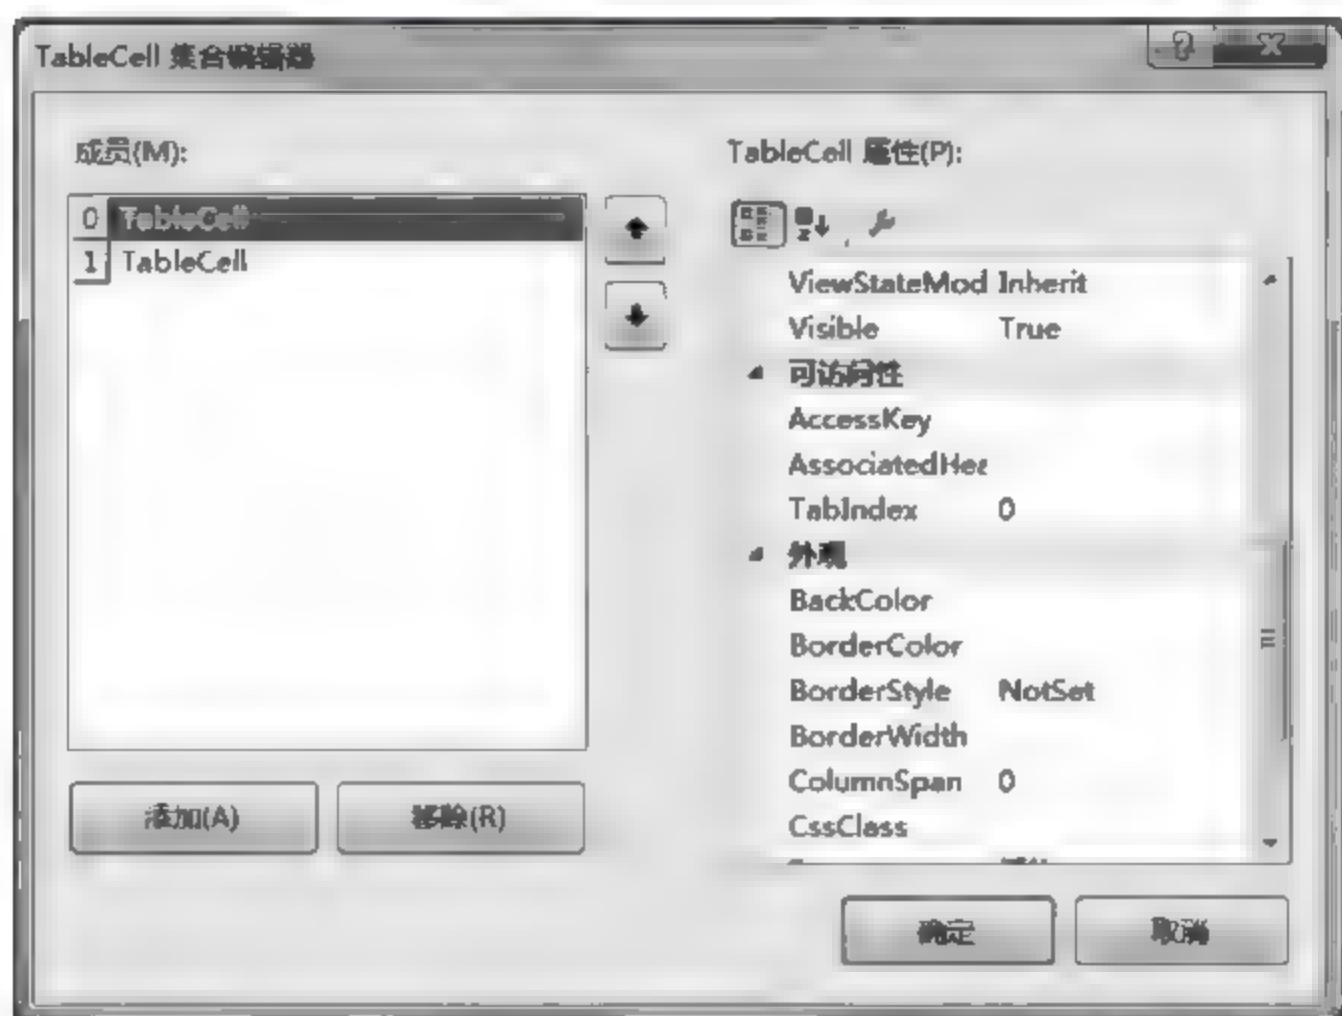 TableCell 集合编辑器
成员(M):
0 TableCell
1 TableCell
添加(A)
移除(R)
TableCell 属性(P):
ViewStateMod Inherit
Visible True
可访问性
AccessKey
AssociatedHea
TabIndex 0
外观
BackColor
BorderColor
BorderStyle NotSet
BorderWidth
ColumnSpan 0
CssClass
确定
取消